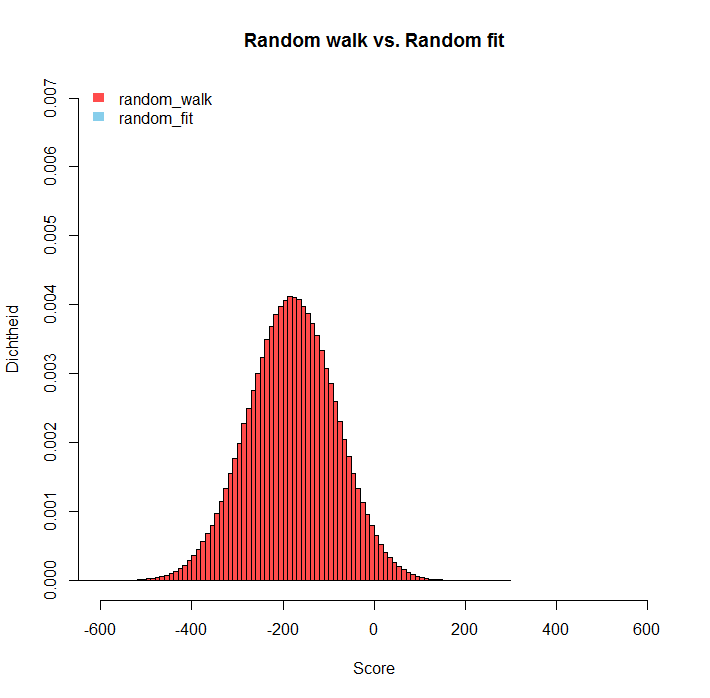 Random walk vs. Random fit
random_walk
random_fit
0.007
0.006
0.005
0.004
0.003
0.002
0.001
0.000
Dichtheid
-600 -400 -200 0 200 400 600
Score